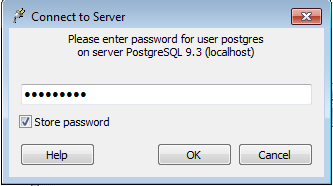 Connect to Server
Please enter password for user postgres
on server PostgreSQL 9.3 (localhost)
•••••••••
Store password
Help OK Cancel